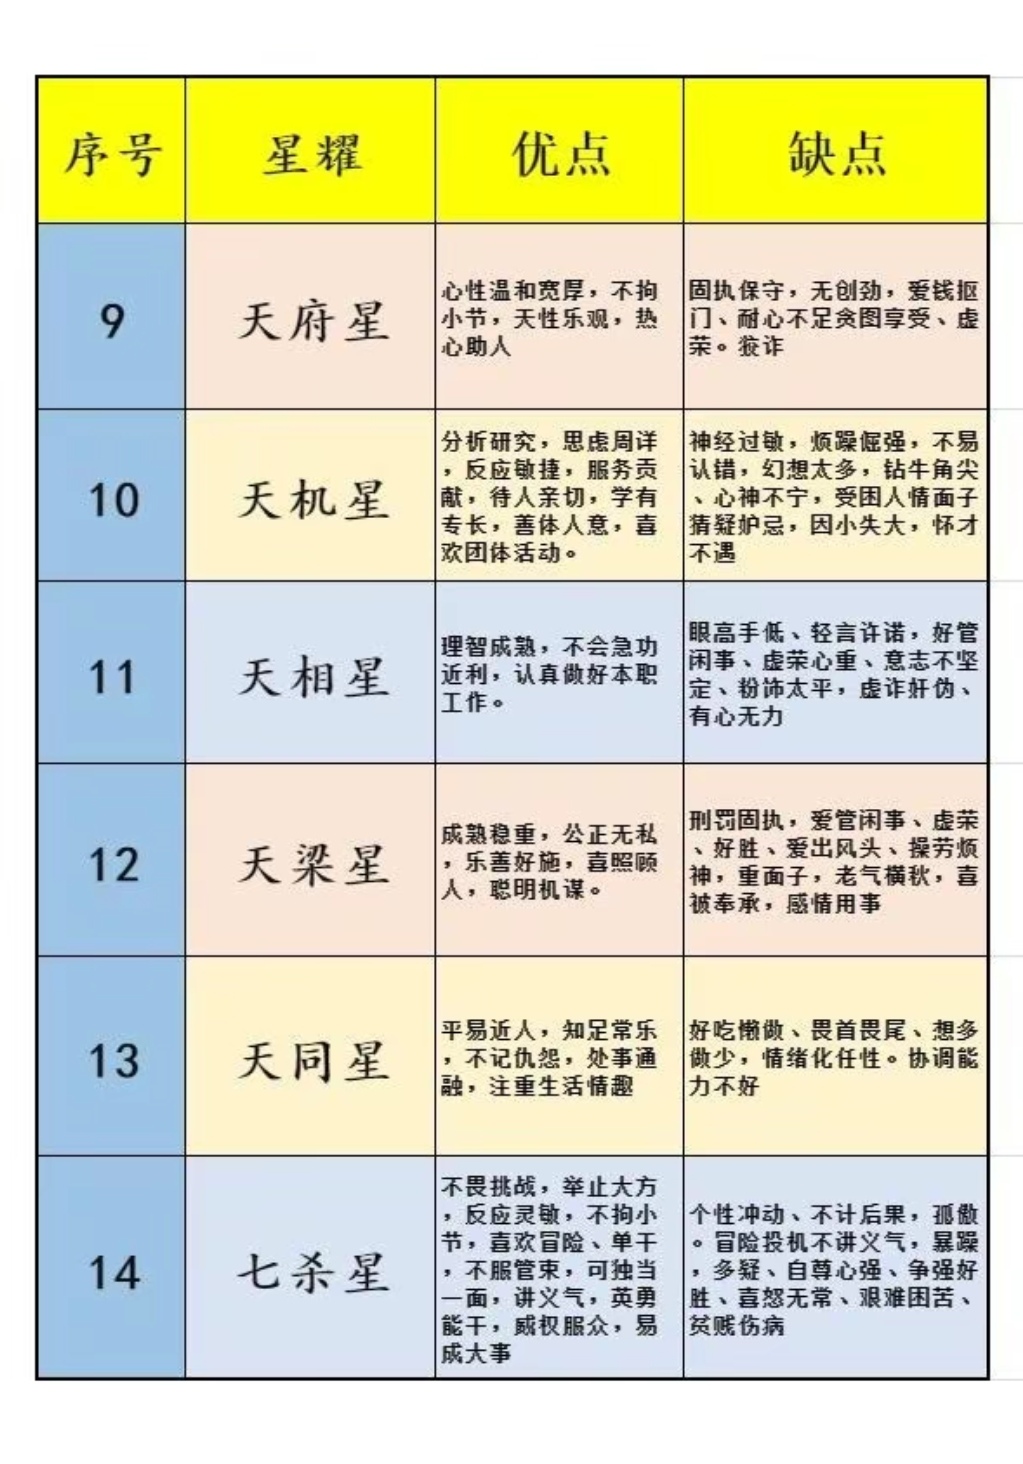 序号 星耀 优点 缺点
9
天府星
心性温和宽厚，不拘
小节，天性乐观，热
心助人
固执保守，无创劲，爱钱抠
门、耐心不足贪图享受、虚
荣。狡诈
10
天机星
分析研究，思虑周详
，反应敏捷，服务贡
献，待人亲切，学有
专长，善体人意，喜
欢团体活动。
神经过敏，烦躁倔强，不易
认错，幻想太多，钻牛角尖
、心神不宁，受困人情面子
猜疑妒忌，因小失大，怀才
不遇
11
天相星
理智成熟，不会急功
近利，认真做好本职
工作。
眼高手低、轻言许诺，好管
闲事、虚荣心重、意志不坚
定、粉饰太平，虚诈奸伪、
有心无力
12
天梁星
成熟稳重，公正无私
，乐善好施，喜照顾
人，聪明机谋。
刑罚固执，爱管闲事、虚荣
、好胜、爱出风头、操劳烦
神，重面子，老气横秋，喜
被奉承，感情用事
13
天同星
平易近人，知足常乐
，不记仇怨，处事通
融，注重生活情趣
好吃懒做、畏首畏尾、想多
做少，情绪化任性。协调能
力不好
14
七杀星
不畏挑战，举止大方
，反应灵敏，不拘小
节，喜欢冒险、单干
，不服管束，可独当
一面，讲义气，英勇
能干，威权服众，易
成大事
个性冲动、不计后果，孤傲
。冒险投机不讲义气，暴躁
，多疑、自尊心强、争强好
胜、喜怒无常、艰难困苦、
贫贱伤病